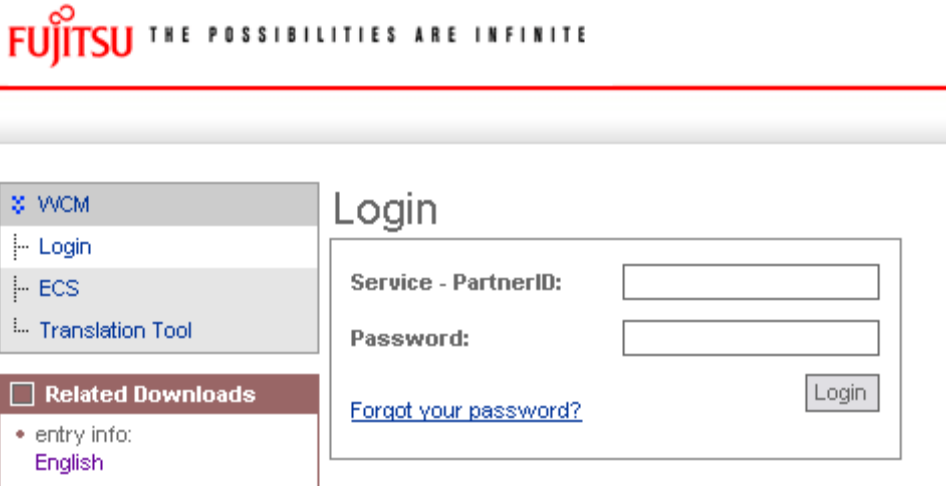 FUJITSU THE POSSIBILITIES ARE INFINITE
WCM
Login
ECS
Translation Tool
Related Downloads
entry info:
English
Login
Service - PartnerID:
Password:
Forgot your password?
Login